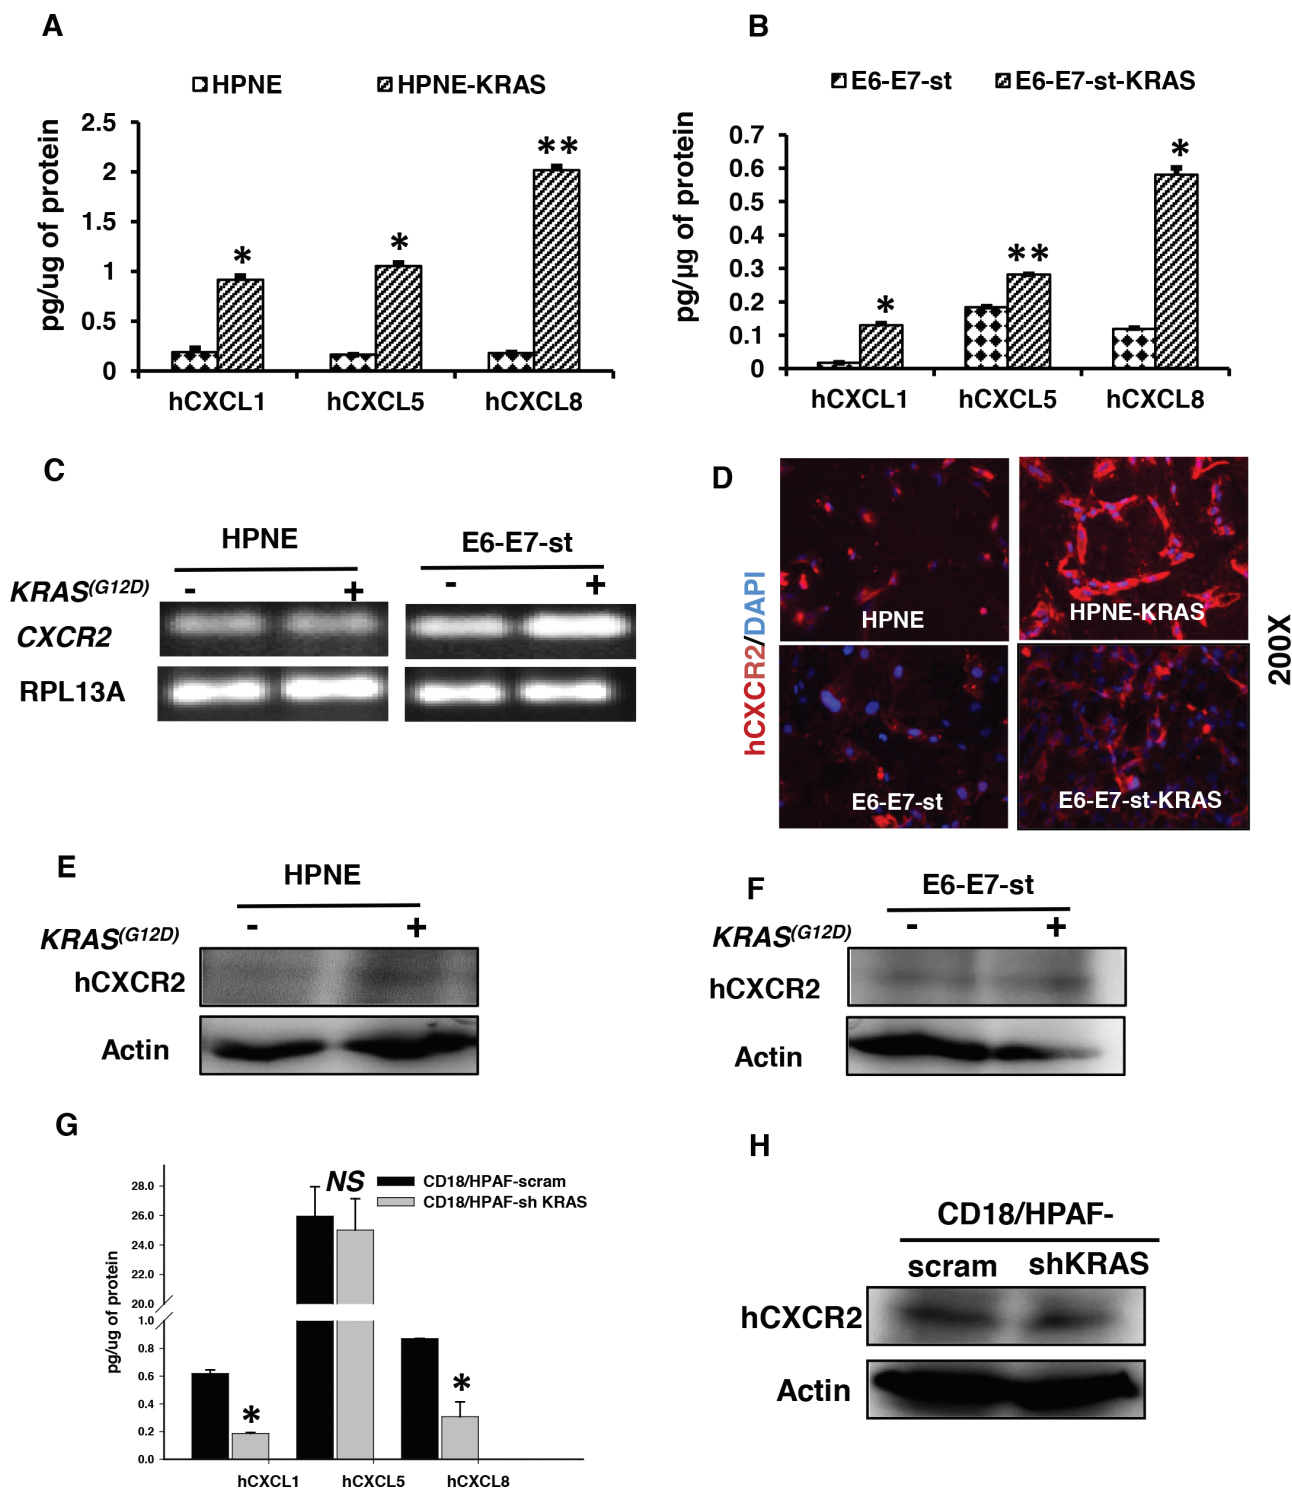 A
HPNE HPNE-KRAS
pg/ug of protein
2.5
2
1.5
1
0.5
0
* * **
hCXCL1 hCXCL5 hCXCL8
B
E6-E7-st E6-E7-st-KRAS
pg/µg of protein
0.7
0.6
0.5
0.4
0.3
0.2
0.1
0
* ** *
hCXCL1 hCXCL5 hCXCL8
C
HPNE E6-E7-st
KRAS(G12D) - + - +
CXCR2
RPL13A
D
hCXCR2/DAPI
HPNE HPNE-KRAS
E6-E7-st E6-E7-st-KRAS
200X
E
HPNE
KRAS(G12D) - +
hCXCR2
Actin
F
E6-E7-st
KRAS(G12D) - +
hCXCR2
Actin
G
NS
CD18/HPAF-scram
CD18/HPAF-sh KRAS
pg/ug of protein
28.0
26.0
24.0
22.0
20.0
1.0
0.8
0.6
0.4
0.2
0.0
* *
hCXCL1 hCXCL5 hCXCL8
H
CD18/HPAF-
scram shKRAS
hCXCR2
Actin